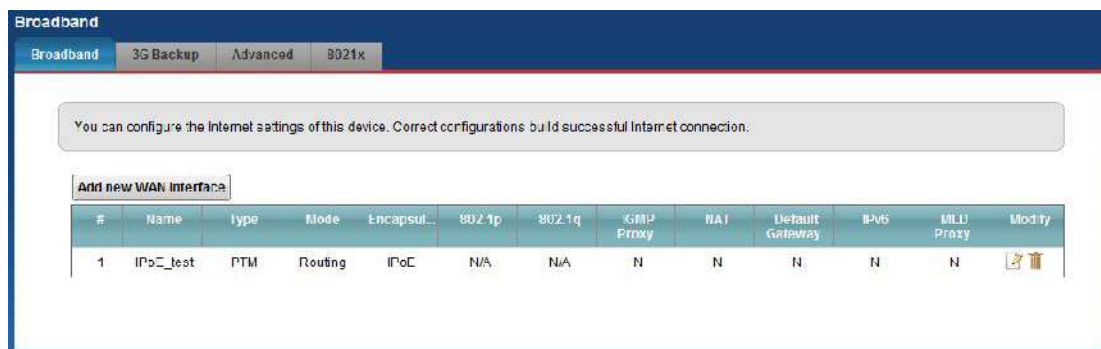 Broadband
Broadband 3G Backup Advanced 8021x
You can configure the Internet settings of this device. Correct configurations build successful Internet connection.
Add new WAN Interface
# Name Type Mode Encapsul... 802.1p 802.1q IGMP Proxy NAT Default Gateway IPv6 MLD Proxy Modify
1 IPoE_test PTM Routing IPoE N/A N/A N N N N N